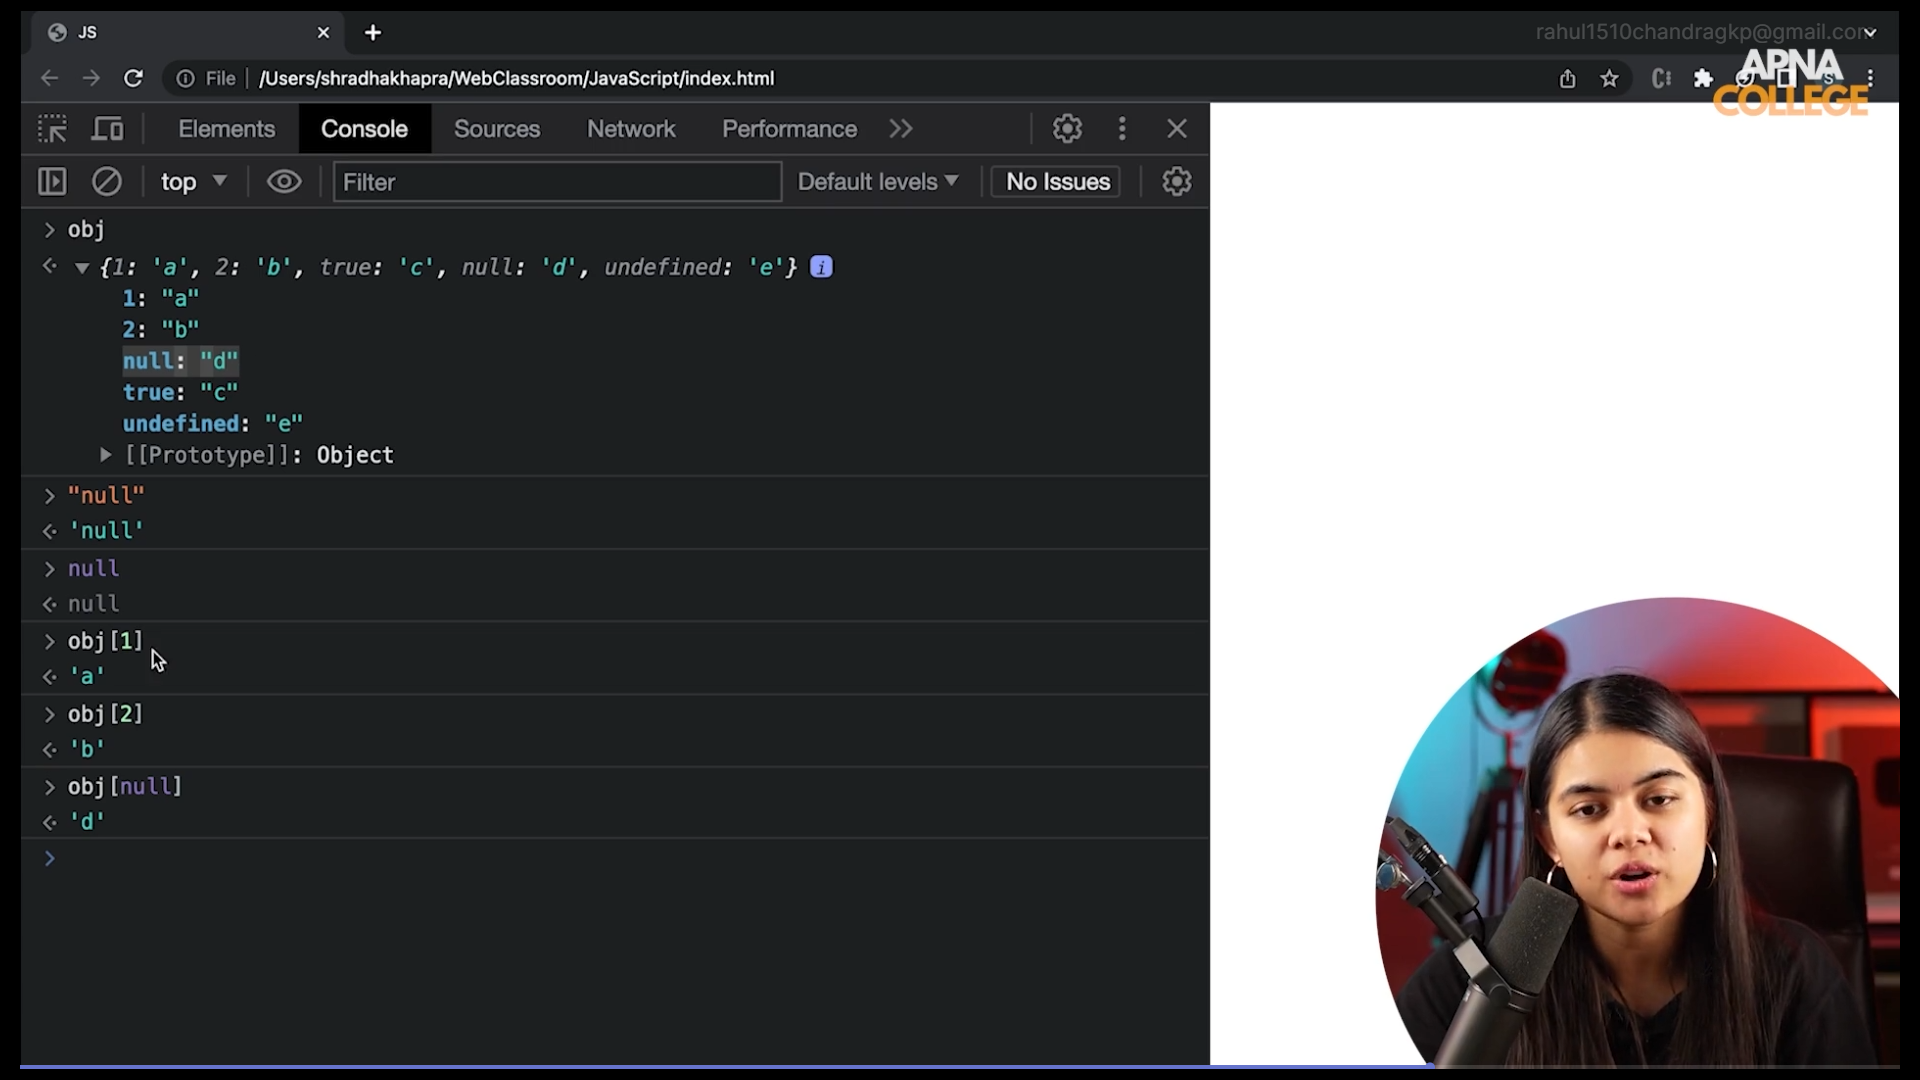 JS
rahul1510chandragkp@gmail.com
File
/Users/shradhakhapra/WebClassroom/JavaScript/index.html
APNA
COLLEGE
Elements Console Sources Network Performance
top Filter Default levels No Issues
> obj
{1: 'a', 2: 'b', true: 'c', null: 'd', undefined: 'e'} i
1: "a"
2: "b"
null: "d"
true: "c"
undefined: "e"
[[Prototype]]: Object
> "null"
'null'
> null
null
> obj[1]
'a'
> obj[2]
'b'
> obj[null]
'd'
>